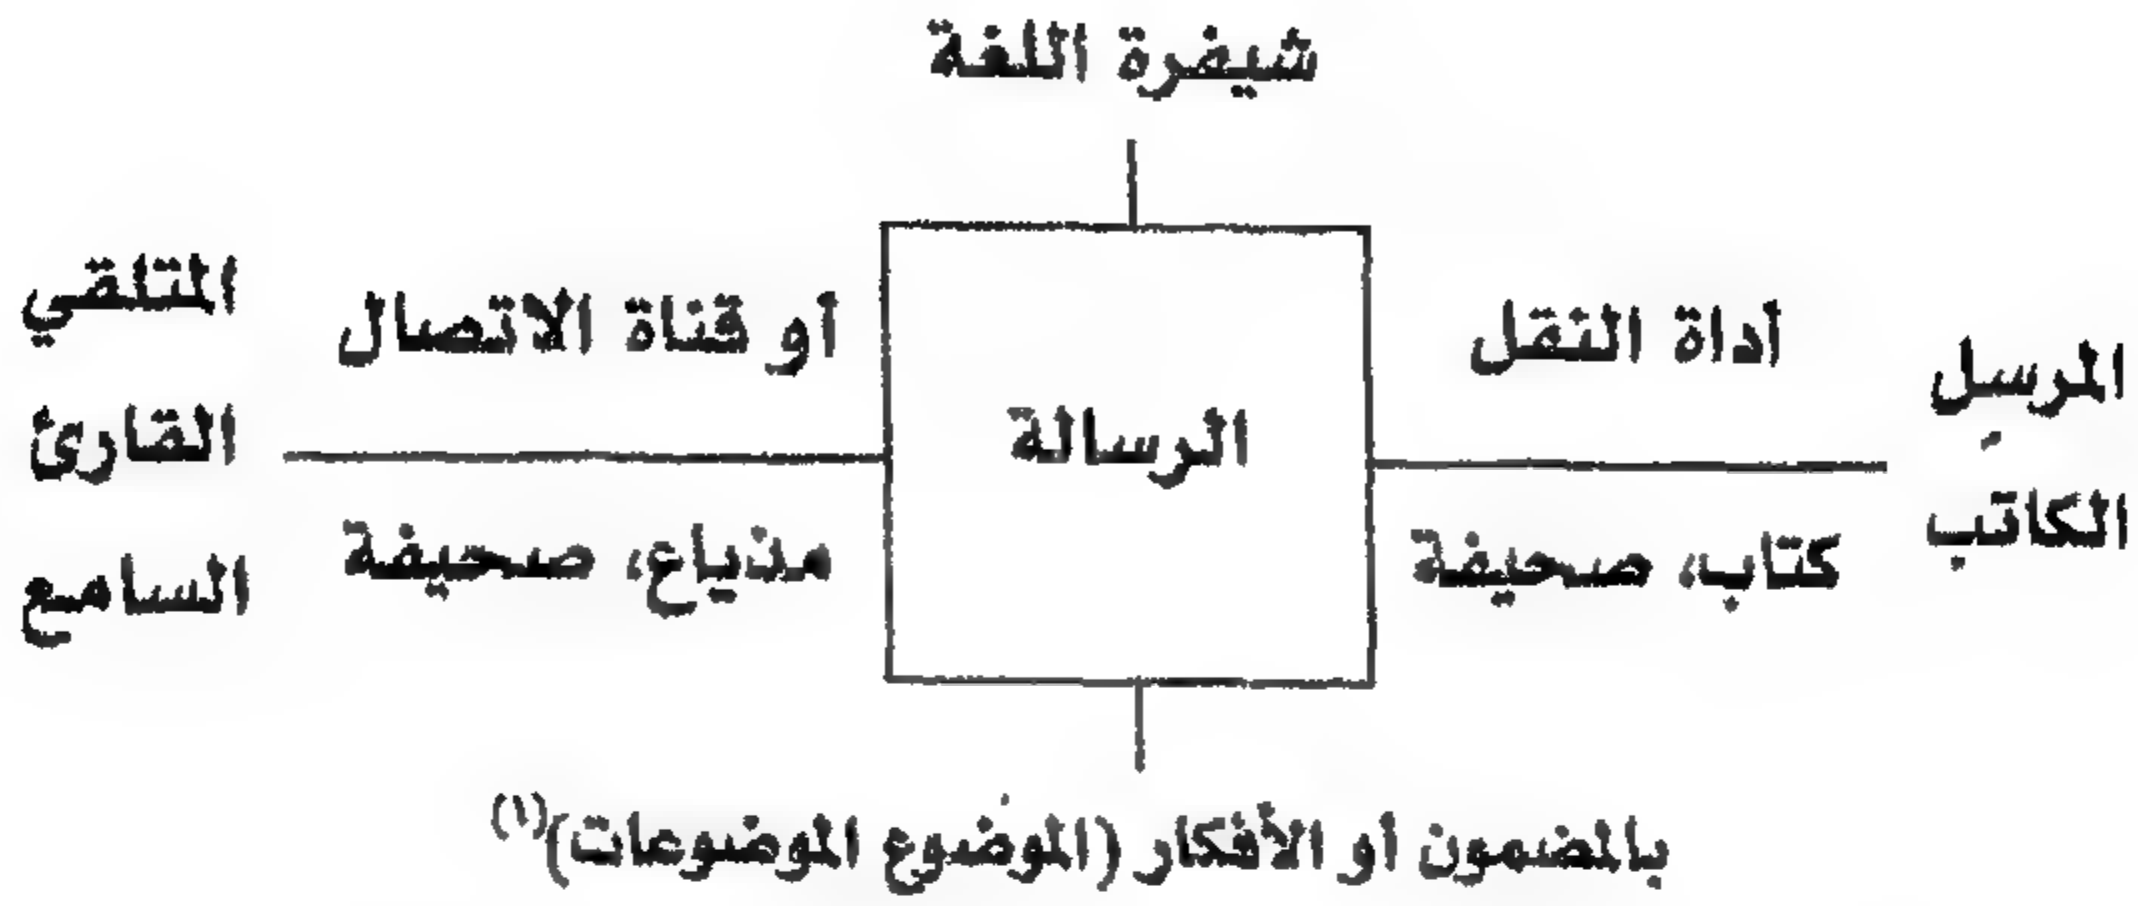 شيفرة اللغة
المرسِل
الكاتب
أداة النقل
كتاب، صحيفة
الرسالة
أو قناة الاتصال
مذياع، صحيفة
المتلقي
القارئ
السامع
بالمضمون أو الأفكار (الموضوع الموضوعات)(١)